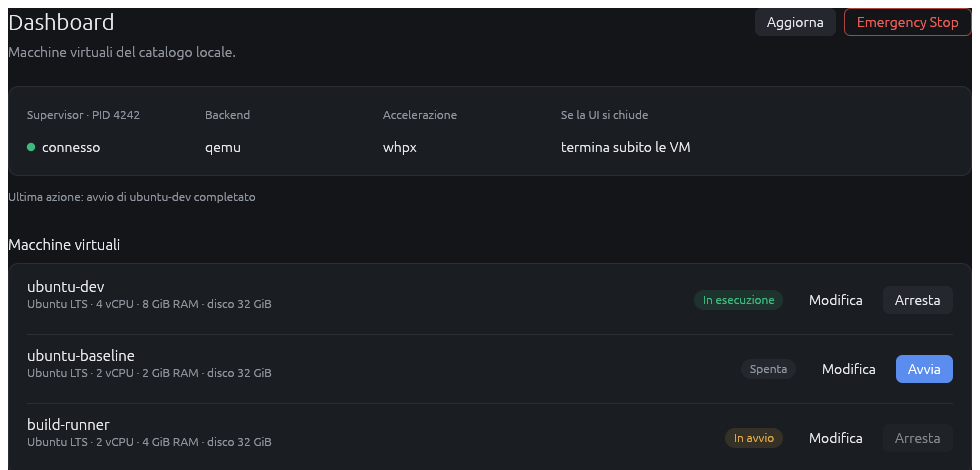 Dashboard
Aggiorna
Emergency Stop
Macchine virtuali del catalogo locale.
Supervisor · PID 4242
Backend
Accelerazione
Se la UI si chiude
connesso
qemu
whpx
termina subito le VM
Ultima azione: avvio di ubuntu-dev completato
Macchine virtuali
ubuntu-dev
Ubuntu LTS · 4 vCPU · 8 GiB RAM · disco 32 GiB
In esecuzione
Modifica
Arresta
ubuntu-baseline
Ubuntu LTS · 2 vCPU · 2 GiB RAM · disco 32 GiB
Spenta
Modifica
Avvia
build-runner
Ubuntu LTS · 2 vCPU · 4 GiB RAM · disco 32 GiB
In avvio
Modifica
Arresta